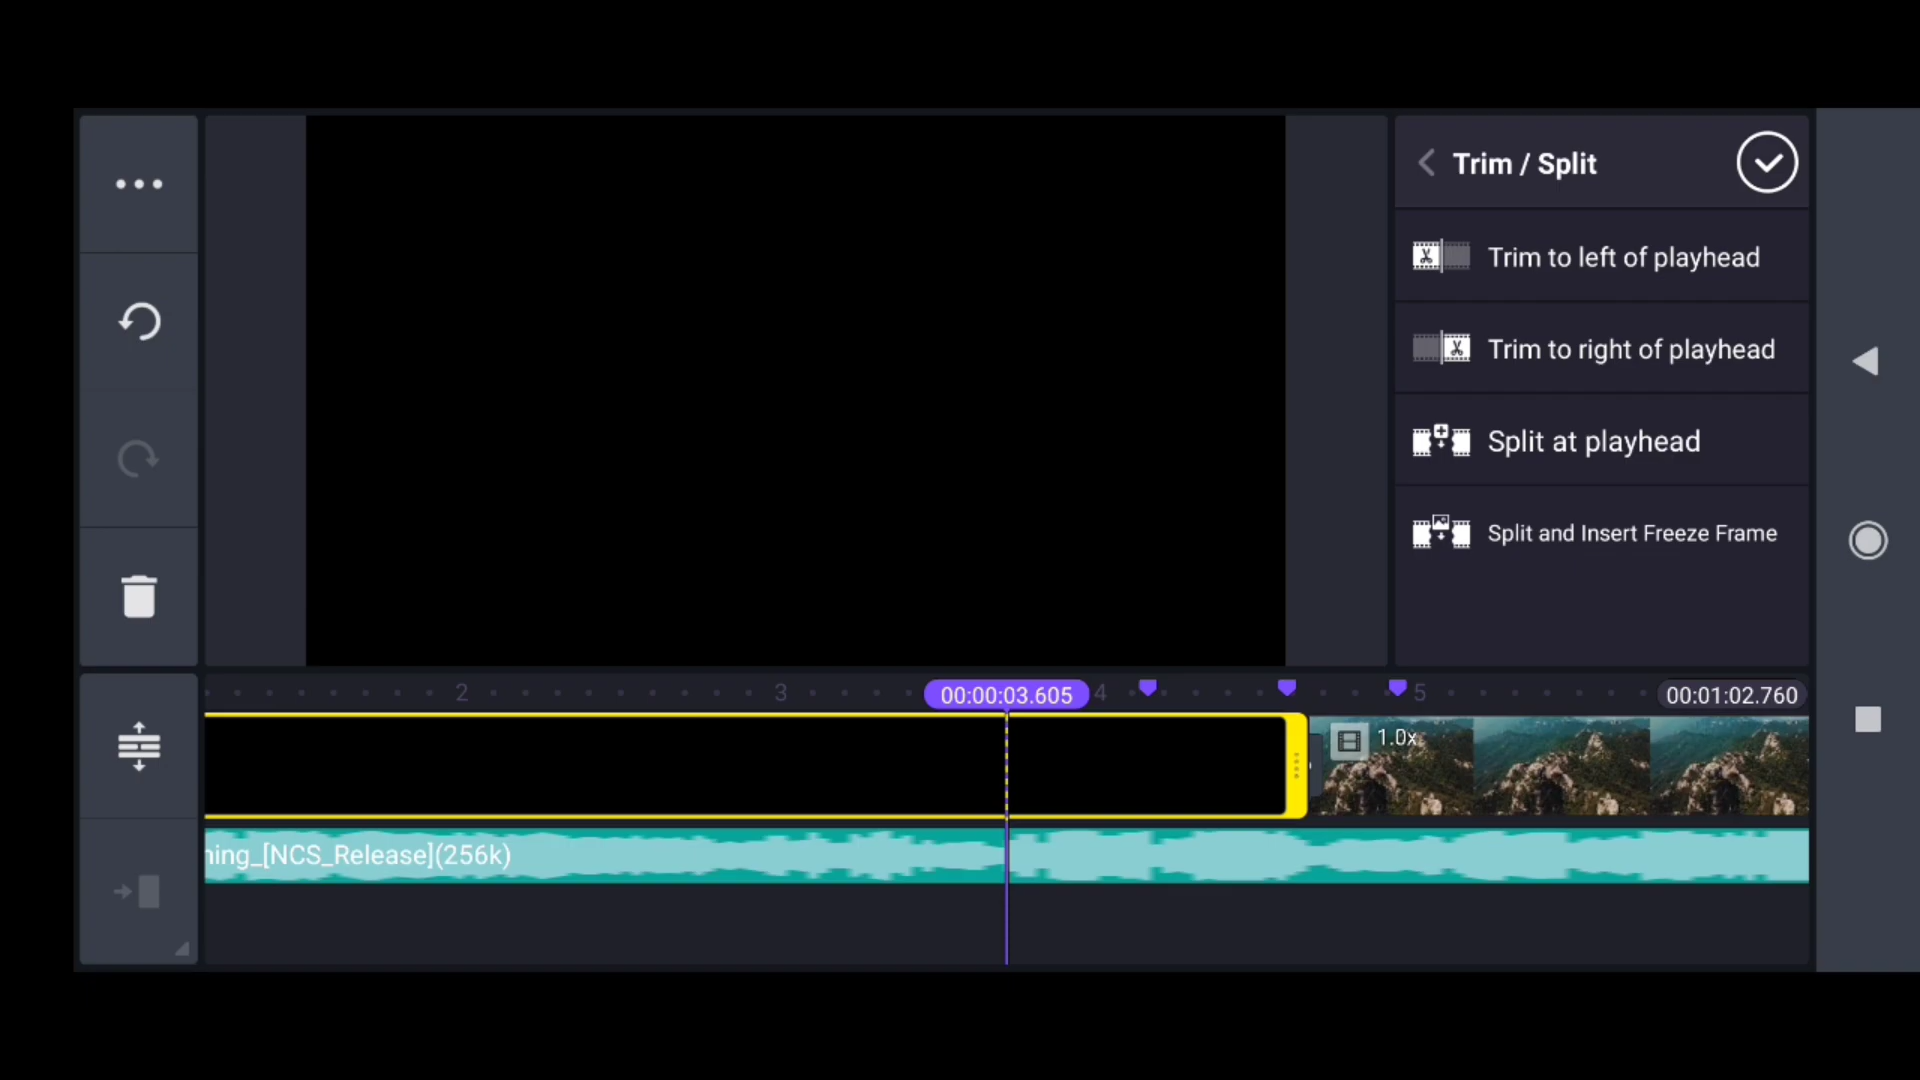 Trim / Split
Trim to left of playhead
Trim to right of playhead
Split at playhead
Split and Insert Freeze Frame
2 3 00:00:03.605 4 5 00:01:02.760
1.0x
ning_[NCS_Release](256k)